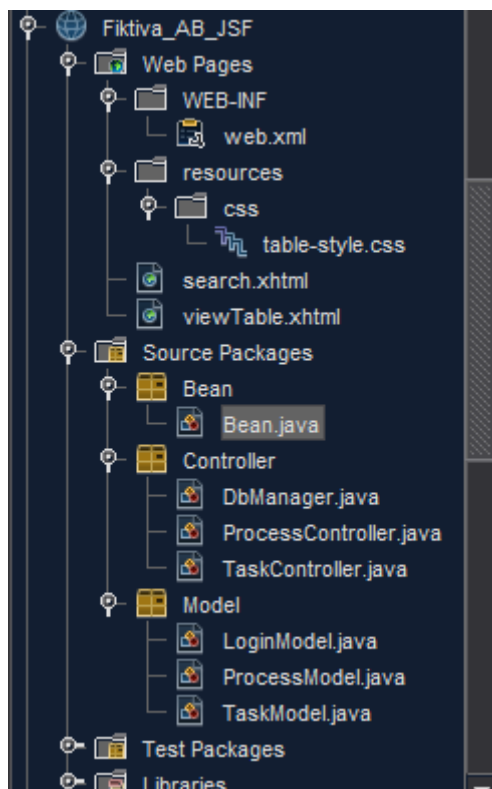 Fiktiva_AB_JSF
Web Pages
WEB-INF
web.xml
resources
css
table-style.css
search.xhtml
viewTable.xhtml
Source Packages
Bean
Bean.java
Controller
DbManager.java
ProcessController.java
TaskController.java
Model
LoginModel.java
ProcessModel.java
TaskModel.java
Test Packages
Libraries